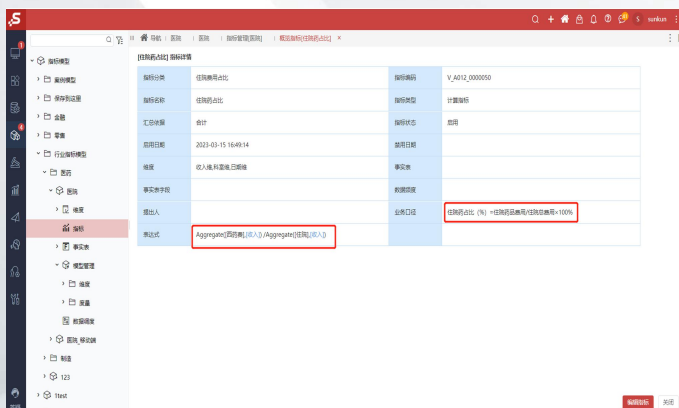 sunkun
导航 医院 医院 指标管理[医院] 概览指标(住院药占比) ×
指标模型
案例模型
保存到这里
金融
零售
行业指标模型
医药
医院
维度
指标
事实表
模型管理
维度
度量
数据调度
医院_移动端
制造
123
1test
[住院药占比] 指标详情
指标分类 住院费用占比 指标编码 V_A012_0000050
指标名称 住院药占比 指标类型 计算指标
汇总依据 合计 指标状态 启用
启用日期 2023-03-15 16:49:14 禁用日期
维度 收入维,科室维,日期维 事实表
事实表字段 数据精度
提出人 业务口径 住院药占比（%）=住院药品费用/住院总费用×100%
表达式 Aggregate([西药费],[收入]) /Aggregate([住院],[收入])
编辑指标 关闭